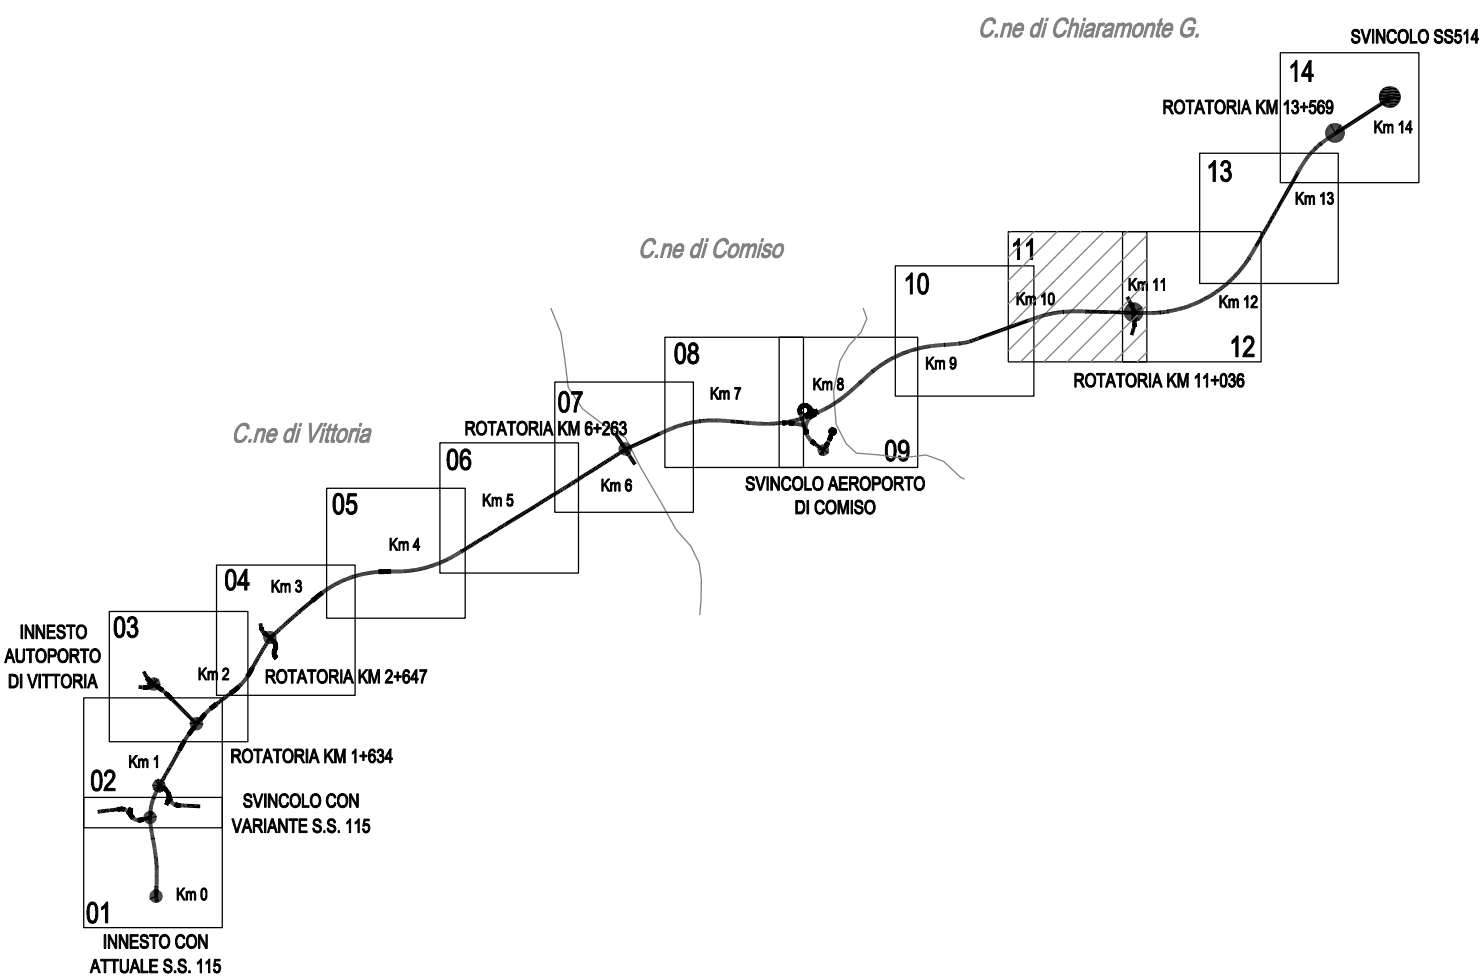 C.ne di Chiaramonte G.
SVINCOLO SS514
14
ROTATORIA KM 13+569
Km 14
13
Km 13
C.ne di Comiso
11
10
Km 11
Km 10
Km 12
12
08
Km 9
ROTATORIA KM 11+036
Km 8
Km 7
07
C.ne di Vittoria
ROTATORIA KM 6+263
09
06
SVINCOLO AEROPORTO
DI COMISO
Km 6
Km 5
05
Km 4
04
Km 3
03
INNESTO
AUTOPORTO
DI VITTORIA
Km 2
ROTATORIA KM 2+647
ROTATORIA KM 1+634
Km 1
02
SVINCOLO CON
VARIANTE S.S. 115
Km 0
01
INNESTO CON
ATTUALE S.S. 115